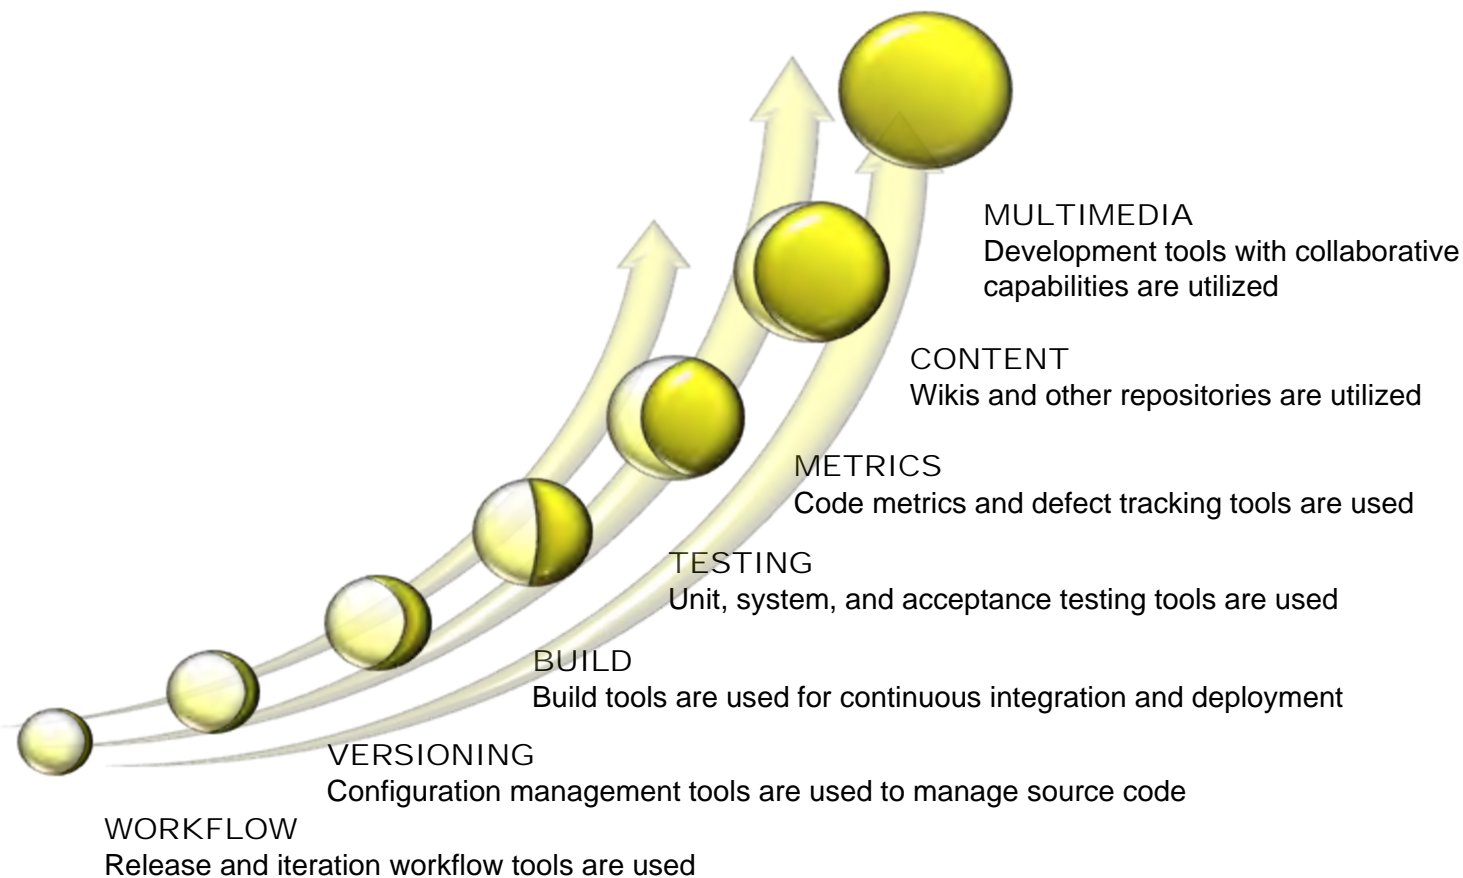 MULTIMEDIA
Development tools with collaborative
capabilities are utilized
CONTENT
Wikis and other repositories are utilized
METRICS
Code metrics and defect tracking tools are used
TESTING
Unit, system, and acceptance testing tools are used
BUILD
Build tools are used for continuous integration and deployment
VERSIONING
Configuration management tools are used to manage source code
WORKFLOW
Release and iteration workflow tools are used